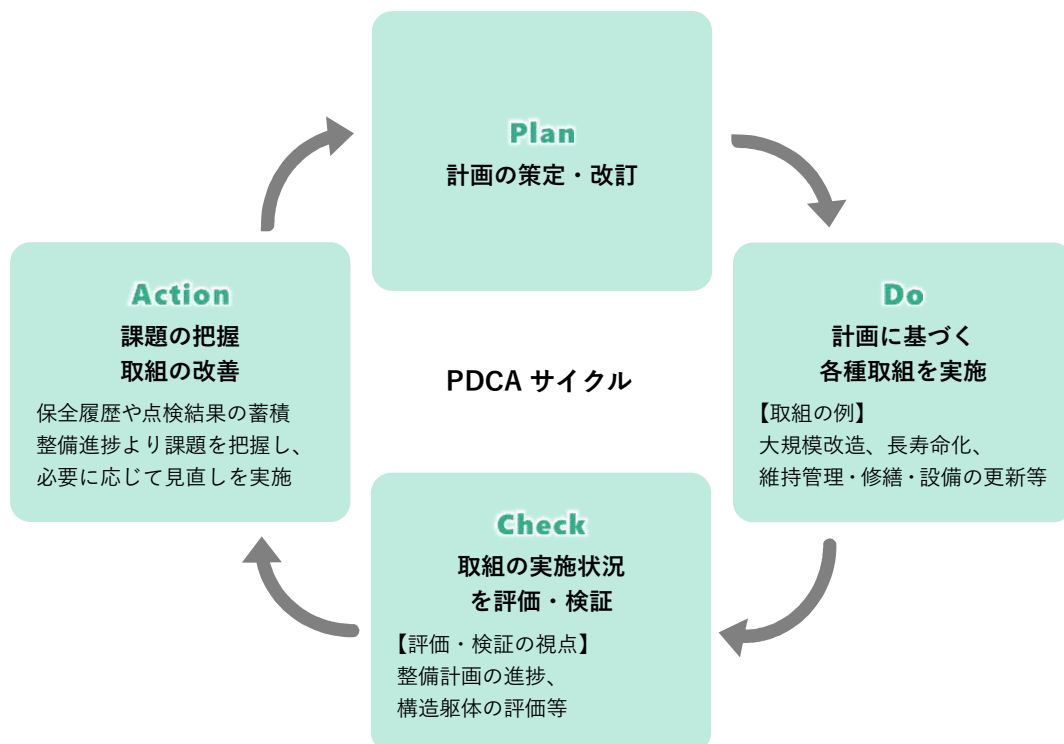 Plan
計画の策定・改訂
Do
計画に基づく
各種取組を実施
【取組の例】
大規模改造、長寿命化、
維持管理・修繕・設備の更新等
Check
取組の実施状況
を評価・検証
【評価・検証の視点】
整備計画の進捗、
構造躯体の評価等
Action
課題の把握
取組の改善
保全履歴や点検結果の蓄積
整備進捗より課題を把握し、
必要に応じて見直しを実施
PDCA サイクル